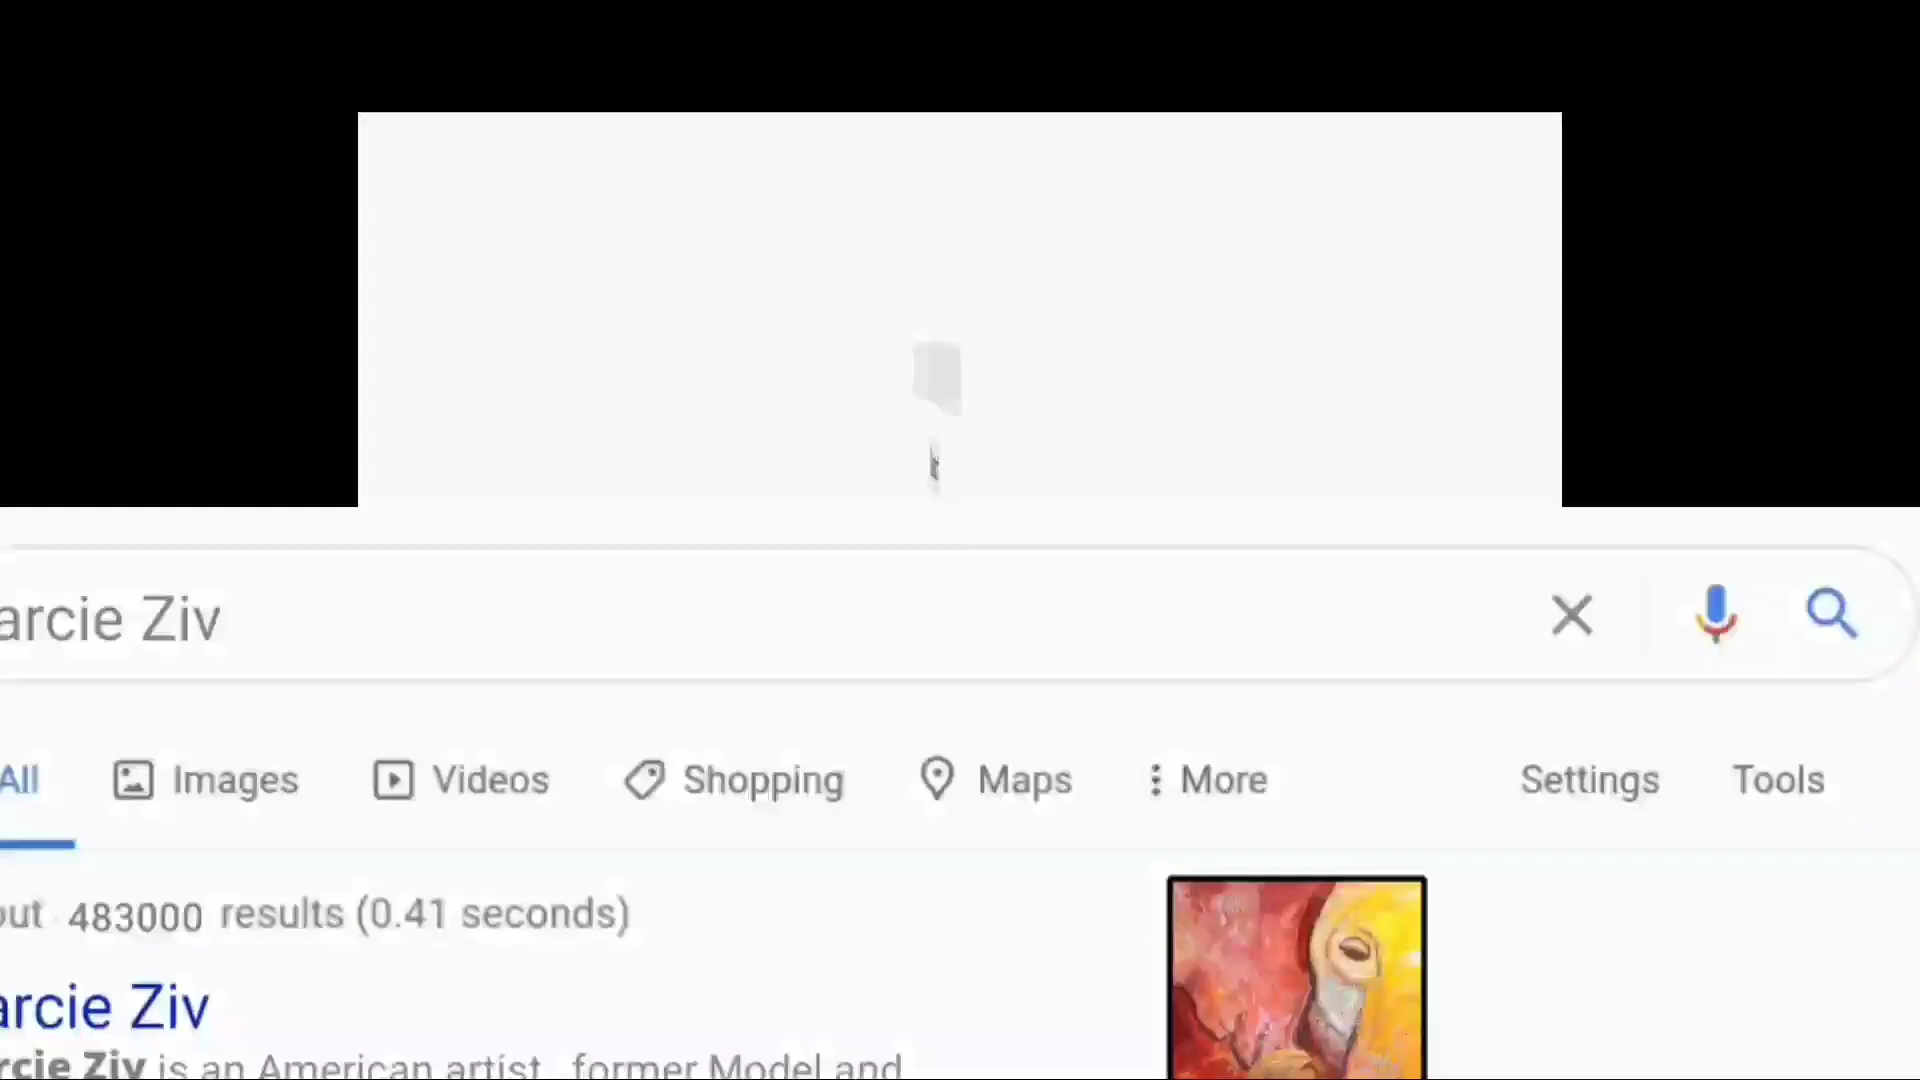 arcie Ziv
All Images Videos Shopping Maps More Settings Tools
out 483000 results (0.41 seconds)
arcie Ziv
rcie Ziv is an American artist, former Model and